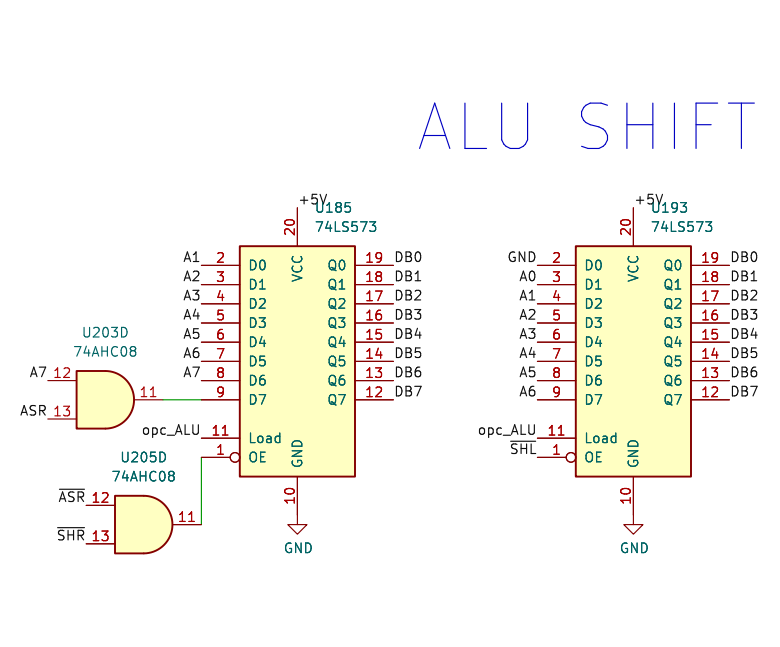 ALU SHIFT
+5V
U185
74LS573
20
VCC
A1 2 D0 Q0 19 DB0
A2 3 D1 Q1 18 DB1
A3 4 D2 Q2 17 DB2
A4 5 D3 Q3 16 DB3
A5 6 D4 Q4 15 DB4
A6 7 D5 Q5 14 DB5
A7 8 D6 Q6 13 DB6
9 D7 Q7 12 DB7
opc_ALU 11 Load
1 OE
GND
10
GND
U203D
74AHC08
A7 12
11
ASR 13
U205D
74AHC08
ASR 12
11
SHR 13
+5V
U193
74LS573
20
VCC
GND 2 D0 Q0 19 DB0
A0 3 D1 Q1 18 DB1
A1 4 D2 Q2 17 DB2
A2 5 D3 Q3 16 DB3
A3 6 D4 Q4 15 DB4
A4 7 D5 Q5 14 DB5
A5 8 D6 Q6 13 DB6
A6 9 D7 Q7 12 DB7
opc_ALU 11 Load
SHL 1 OE
GND
10
GND